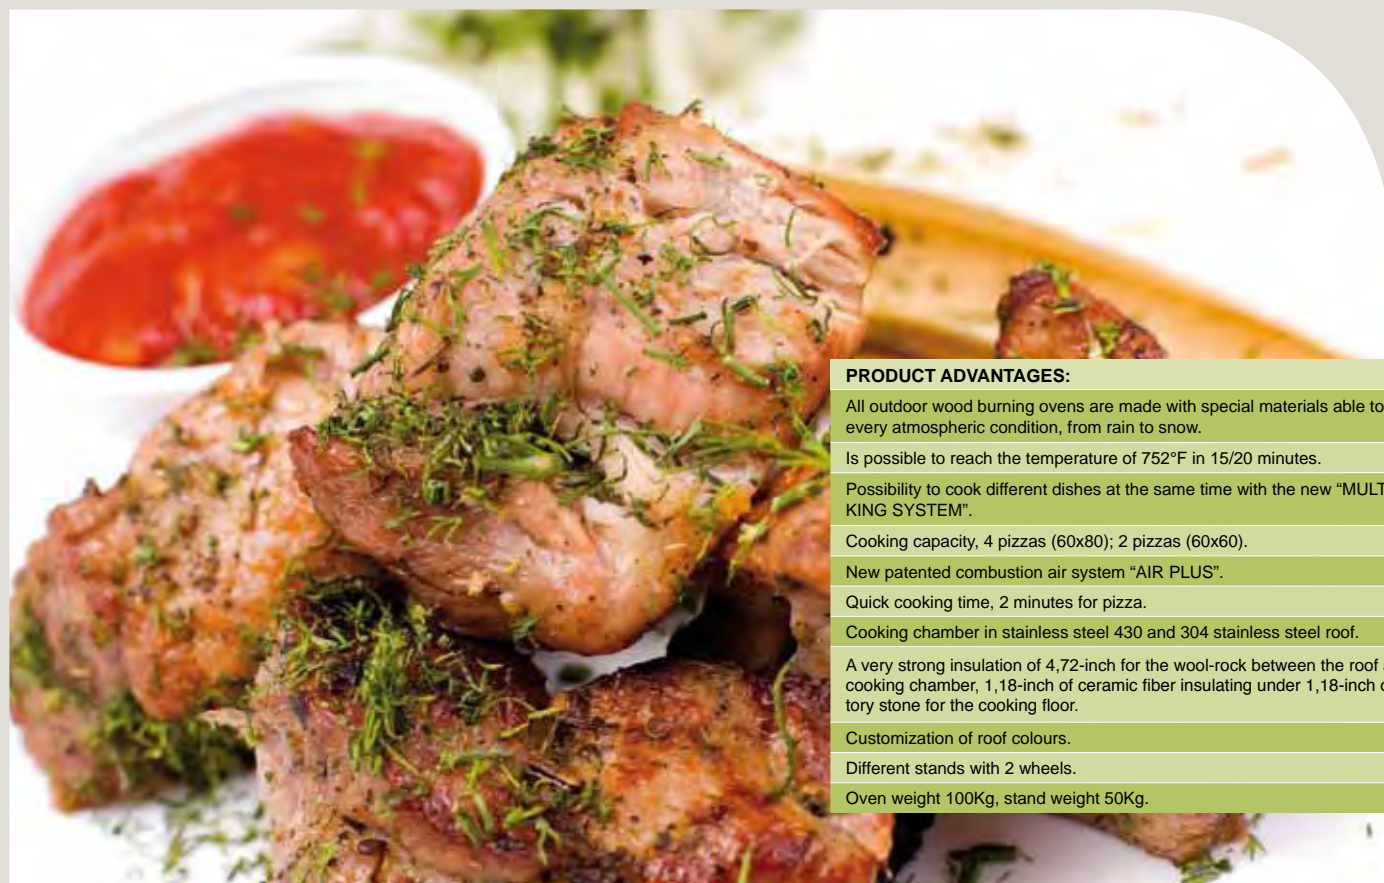 PRODUCT ADVANTAGES:
All outdoor wood burning ovens are made with special materials able to
every atmospheric condition, from rain to snow.
Is possible to reach the temperature of 752°F in 15/20 minutes.
Possibility to cook different dishes at the same time with the new “MULT
KING SYSTEM”.
Cooking capacity, 4 pizzas (60x80); 2 pizzas (60x60).
New patented combustion air system “AIR PLUS”.
Quick cooking time, 2 minutes for pizza.
Cooking chamber in stainless steel 430 and 304 stainless steel roof.
A very strong insulation of 4,72-inch for the wool-rock between the roof
cooking chamber, 1,18-inch of ceramic fiber insulating under 1,18-inch
tory stone for the cooking floor.
Customization of roof colours.
Different stands with 2 wheels.
Oven weight 100Kg, stand weight 50Kg.